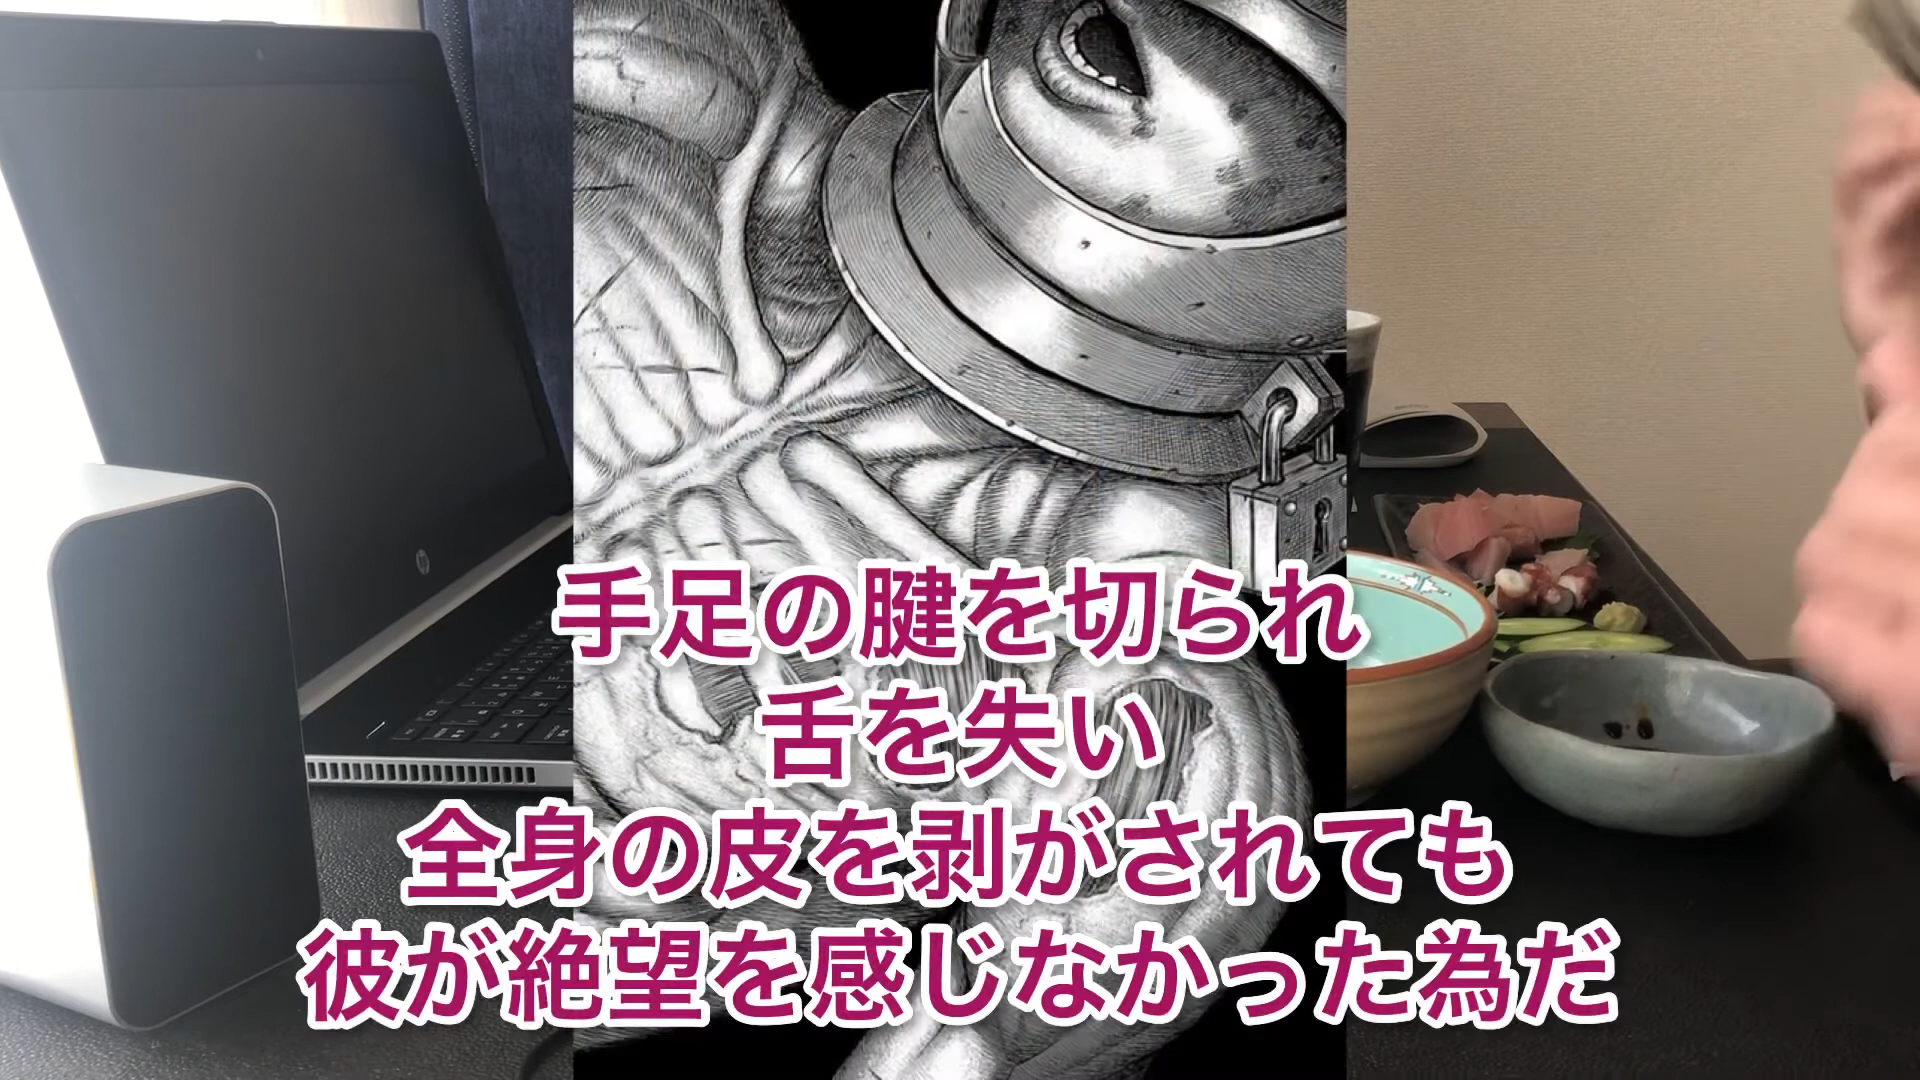 手足の腱を切られ
舌を失い
全身の皮を剥がされても
彼が絶望を感じなかった為だ
hp